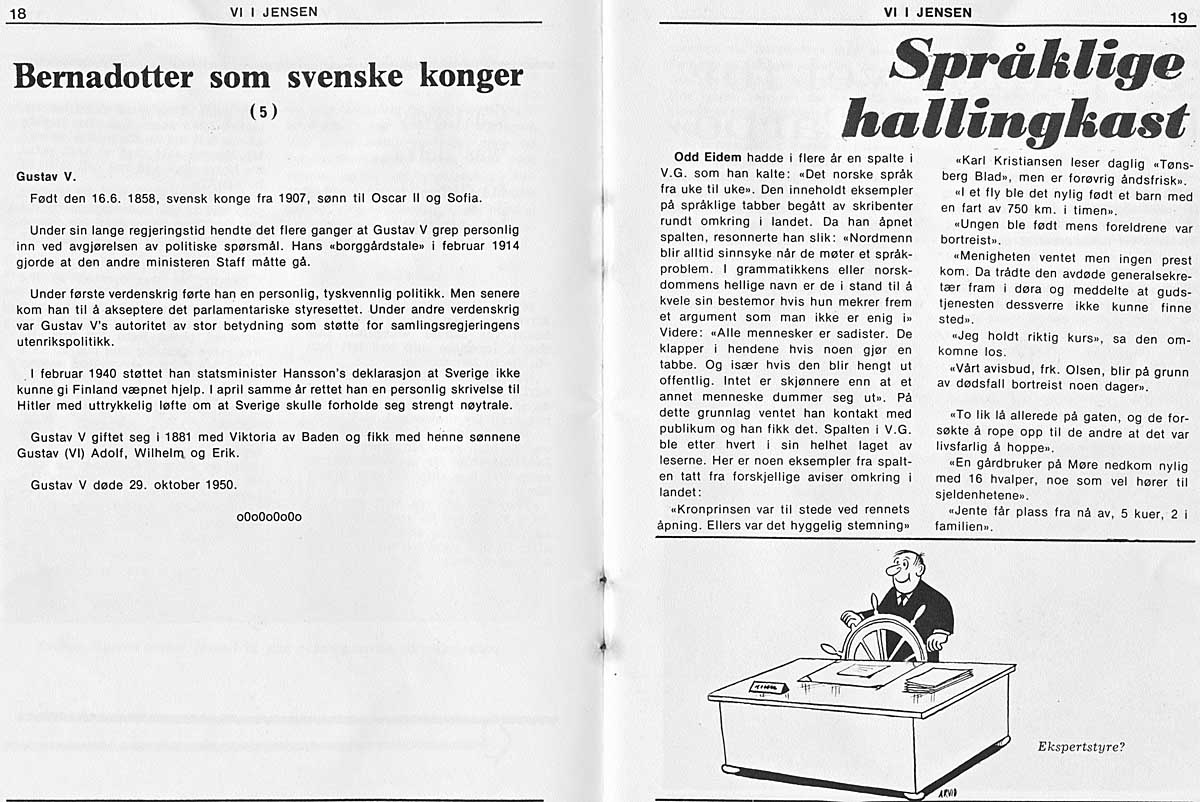 18
VI I JENSEN
Bernadotter som svenske konger
(5)
Gustav V.
Født den 16.6. 1858, svensk konge fra 1907, sønn til Oscar II og Sofia.
Under sin lange regjeringstid hendte det flere ganger at Gustav V grep personlig
inn ved avgjørelsen av politiske spørsmål. Hans «borggårdstale» i februar 1914
gjorde at den andre ministeren Staff måtte gå.
Under første verdenskrig førte han en personlig, tyskvennlig politikk. Men senere
kom han til å akseptere det parlamentariske styresettet. Under andre verdenskrig
var Gustav V's autoritet av stor betydning som støtte for samlingsregjeringens
utenrikspolitikk.
I februar 1940 støttet han statsminister Hansson's deklarasjon at Sverige ikke
kunne gi Finland væpnet hjelp. I april samme år rettet han en personlig skrivelse til
Hitler med uttrykkelig løfte om at Sverige skulle forholde seg strengt nøytrale.
Gustav V giftet seg i 1881 med Viktoria av Baden og fikk med henne sønnene
Gustav (VI) Adolf, Wilhelm og Erik.
Gustav V døde 29. oktober 1950.
oOoOoOoOo
VI I JENSEN
19
Språklige
hallingkast
Odd Eidem hadde i flere år en spalte i
V.G. som han kalte: «Det norske språk
fra uke til uke». Den inneholdt eksempler
på språklige tabber begått av skribenter
rundt omkring i landet. Da han åpnet
spalten, resonnerte han slik: «Nordmenn
blir alltid sinnsyke når de møter et språk-
problem. I grammatikkens eller norsk-
dommens hellige navn er de i stand til å
kvele sin bestemor hvis hun mekrer frem
et argument som man ikke er enig i»
Videre: «Alle mennesker er sadister. De
klapper i hendene hvis noen gjør en
tabbe. Og især hvis den blir hengt ut
offentlig. Intet er skjønnere enn at et
annet menneske dummer seg ut». På
dette grunnlag ventet han kontakt med
publikum og han fikk det. Spalten i V.G.
ble etter hvert i sin helhet laget av
leserne. Her er noen eksempler fra spalt-
en tatt fra forskjellige aviser omkring i
landet:
«Kronprinsen var til stede ved rennets
åpning. Ellers var det hyggelig stemning»
«Karl Kristiansen leser daglig «Tøns-
berg Blad», men er forøvrig åndsfrisk».
«I et fly ble det nylig født et barn med
en fart av 750 km. i timen».
«Ungen ble født mens foreldrene var
bortreist».
«Menigheten ventet men ingen prest
kom. Da trådte den avdøde generalsekre-
tær fram i døra og meddelte at guds-
tjenesten dessverre ikke kunne finne
sted».
«Jeg holdt riktig kurs», sa den om-
komne los.
«Vårt avisbud, frk. Olsen, blir på grunn
av dødsfall bortreist noen dager».
«To lik lå allerede på gaten, og de for-
søkte å rope opp til de andre at det var
livsfarlig å hoppe».
«En gårdbruker på Møre nedkom nylig
med 16 hvalper, noe som vel hører til
sjeldenhetene».
«Jente får plass fra nå av, 5 kuer, 2 i
familien».
Ekspertstyre?
ARVID